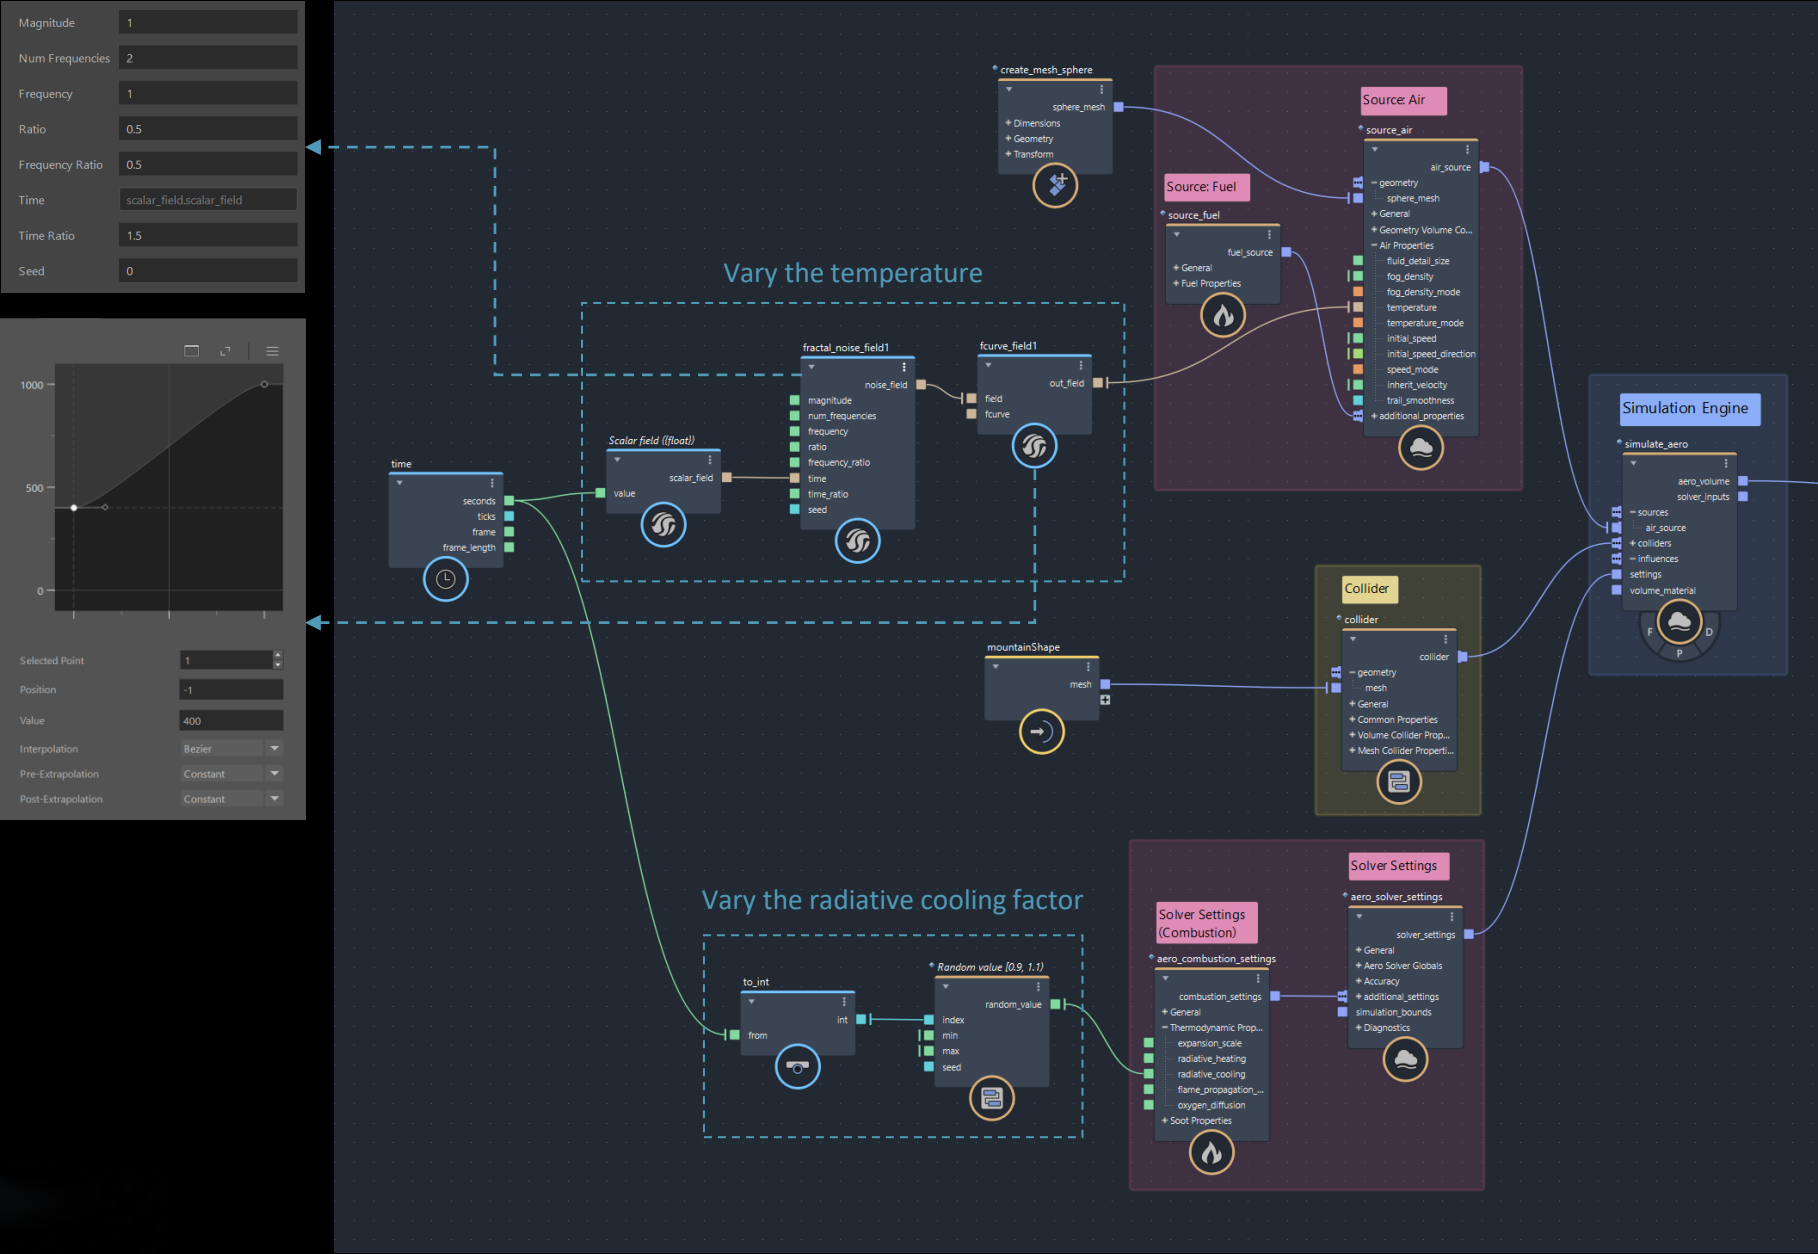 Magnitude 1
Num Frequencies 2
Frequency 1
Ratio 0.5
Frequency Ratio 0.5
Time scalar_field.scalar_field
Time Ratio 1.5
Seed 0
1000
500
0
Selected Point 1
Position -1
Value 400
Interpolation Bezier
Pre-Extrapolation Constant
Post-Extrapolation Constant
Vary the temperature
time
seconds
ticks
frame
frame_length
Scalar field ((float))
scalar_field
value
fractal_noise_field1
noise_field
magnitude
num_frequencies
frequency
ratio
frequency_ratio
time
time_ratio
seed
fcurve_field1
out_field
field
fcurve
create_mesh_sphere
sphere_mesh
+ Dimensions
+ Geometry
+ Transform
Source: Fuel
source_fuel
fuel_source
+ General
+ Fuel Properties
Source: Air
source_air
air_source
− geometry
sphere_mesh
+ General
+ Geometry Volume Co...
− Air Properties
fluid_detail_size
fog_density
fog_density_mode
temperature
temperature_mode
initial_speed
initial_speed_direction
speed_mode
inherit_velocity
trail_smoothness
+ additional_properties
Simulation Engine
simulate_aero
aero_volume
solver_inputs
− sources
air_source
+ colliders
− influences
settings
volume_material
F
D
P
mountainShape
mesh
Collider
collider
collider
− geometry
mesh
+ General
+ Common Properties
+ Volume Collider Prop...
+ Mesh Collider Properti...
Vary the radiative cooling factor
to_int
int
from
Random value [0.9, 1.1)
random_value
index
min
max
seed
Solver Settings
(Combustion)
aero_combustion_settings
combustion_settings
+ General
− Thermodynamic Prop...
expansion_scale
radiative_heating
radiative_cooling
flame_propagation_...
oxygen_diffusion
+ Soot Properties
Solver Settings
aero_solver_settings
solver_settings
+ General
+ Aero Solver Globals
+ Accuracy
+ additional_settings
simulation_bounds
+ Diagnostics